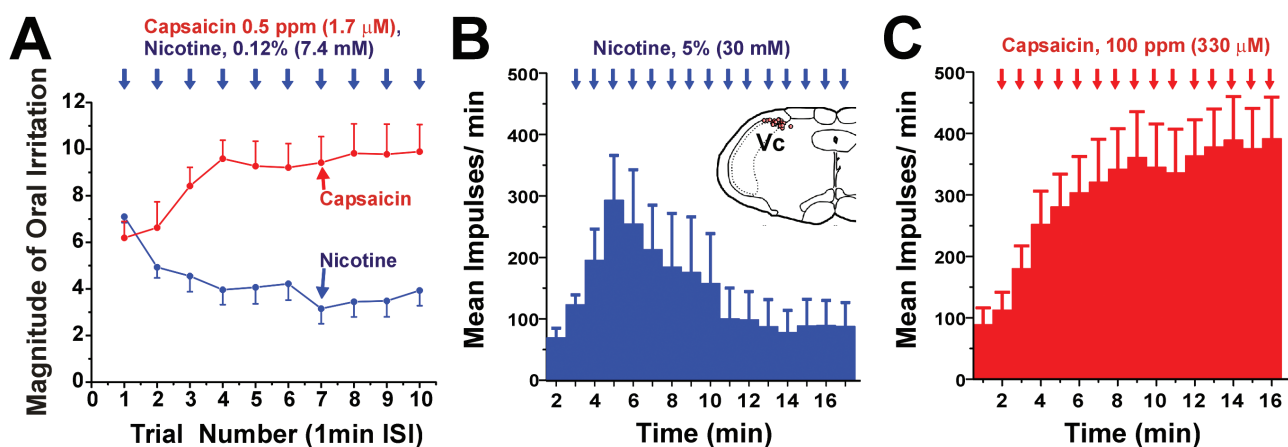 A
Capsaicin 0.5 ppm (1.7 μM),
Nicotine, 0.12% (7.4 mM)
Magnitude of Oral Irritation
12
10
8
6
4
2
0
Capsaicin
Nicotine
0 1 2 3 4 5 6 7 8 9 10
Trial Number (1min ISI)
B
Nicotine, 5% (30 mM)
Mean Impulses/ min
500
400
300
200
100
0
Vc
2 4 6 8 10 12 14 16
Time (min)
C
Capsaicin, 100 ppm (330 μM)
Mean Impulses/ min
500
400
300
200
100
0
2 4 6 8 10 12 14 16
Time (min)